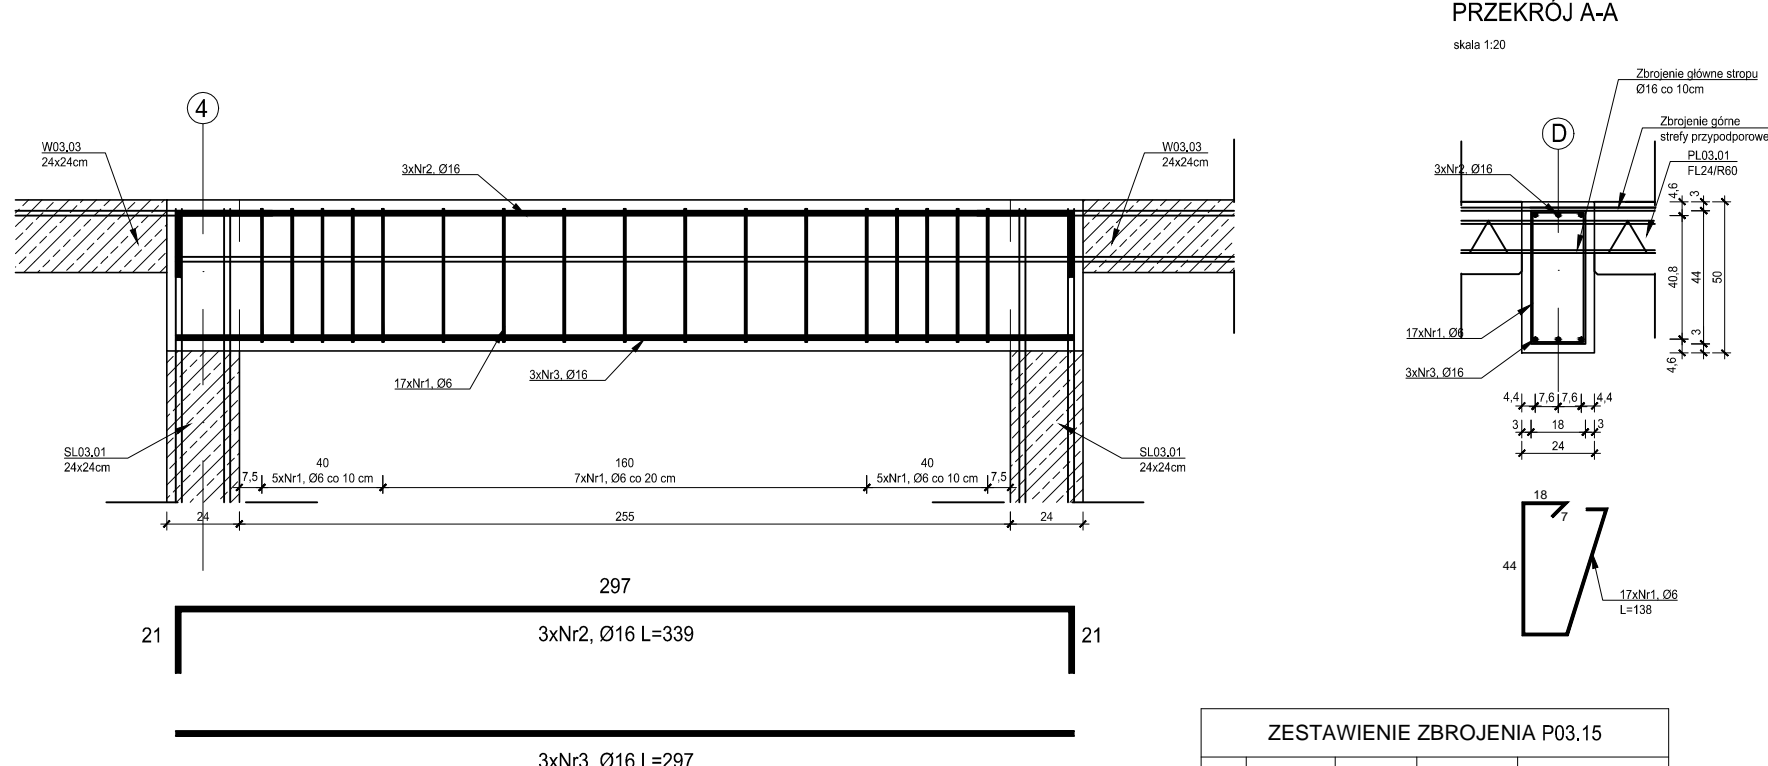 PRZEKRÓJ A-A
skala 1:20
4
W03.03
24x24cm
3xNr2, Ø16
W03.03
24x24cm
17xNr1, Ø6
3xNr3, Ø16
SL03.01
24x24cm
SL03.01
24x24cm
7,5
40
5xNr1, Ø6 co 10 cm
160
7xNr1, Ø6 co 20 cm
40
5xNr1, Ø6 co 10 cm
7,5
24
255
24
297
21
3xNr2, Ø16 L=339
21
3xNr3, Ø16 L=297
Zbrojenie główne stropu
Ø16 co 10cm
D
Zbrojenie górne
strefy przypodporowe
PL03.01
FL24/R60
3xNr2, Ø16
17xNr1, Ø6
3xNr3, Ø16
4,6
40,8
4,6
3
44
3
50
4,4
7,6
7,6
4,4
3
18
3
24
18
7
44
17xNr1, Ø6
L=138
ZESTAWIENIE ZBROJENIA P03.15